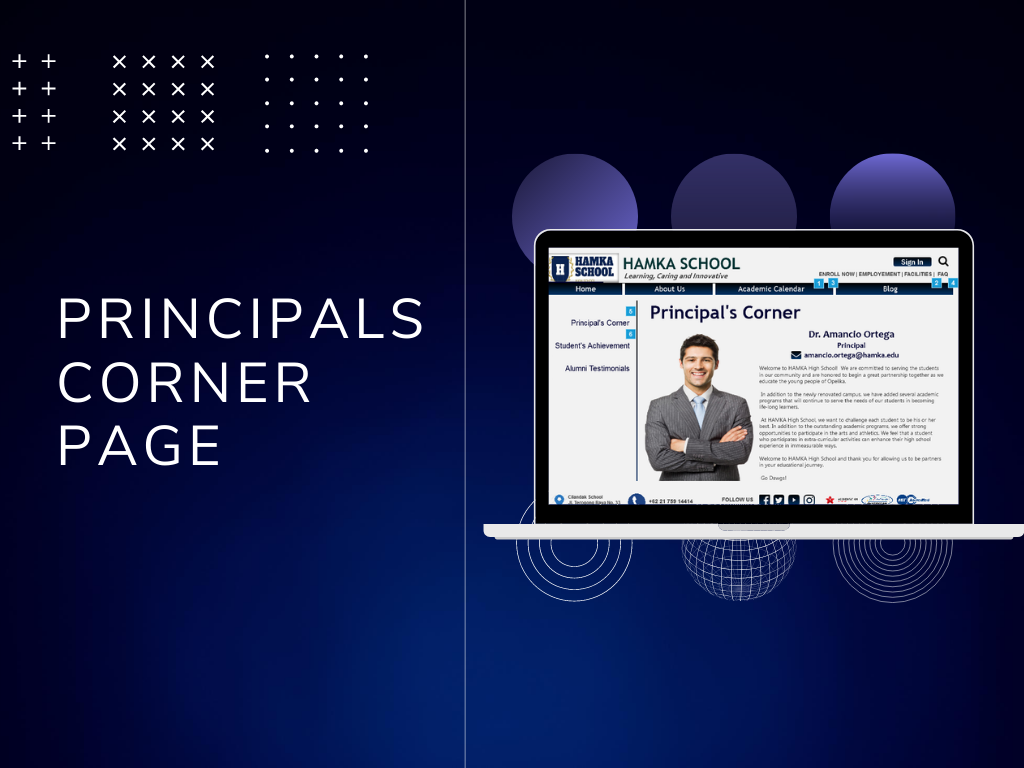 PRINCIPALS
CORNER
PAGE
HAMKA
SCHOOL
HAMKA SCHOOL
Learning, Caring and Innovative
Sign In
ENROLL NOW | EMPLOYEMENT | FACILITIES | FAQ
Home
About Us
Academic Calendar
1
3
Blog
2
4
5
Principal's Corner
6
Student's Achievement
Alumni Testimonials
Principal's Corner
Dr. Amancio Ortega
Principal
amancio.ortega@hamka.edu
Welcome to HAMKA High School! We are committed to serving the students
in our community and are honored to begin a great partnership together as we
educate the young people of Opelika.
In addition to the newly renovated campus, we have added several academic
programs that will continue to serve the needs of our students in becoming
life-long learners.
At HAMKA High School, we want to challenge each student to be his or her
best. In addition to the outstanding academic programs, we offer strong
opportunities to participate in the arts and athletics. We feel that a student
who participates in extra-curricular activities can enhance their high school
experience in immeasurable ways.
Welcome to HAMKA High School and thank you for allowing us to be partners
in your educational journey.
Go Dawgs!
Cilandak School
+62 21 759 14414
FOLLOW US